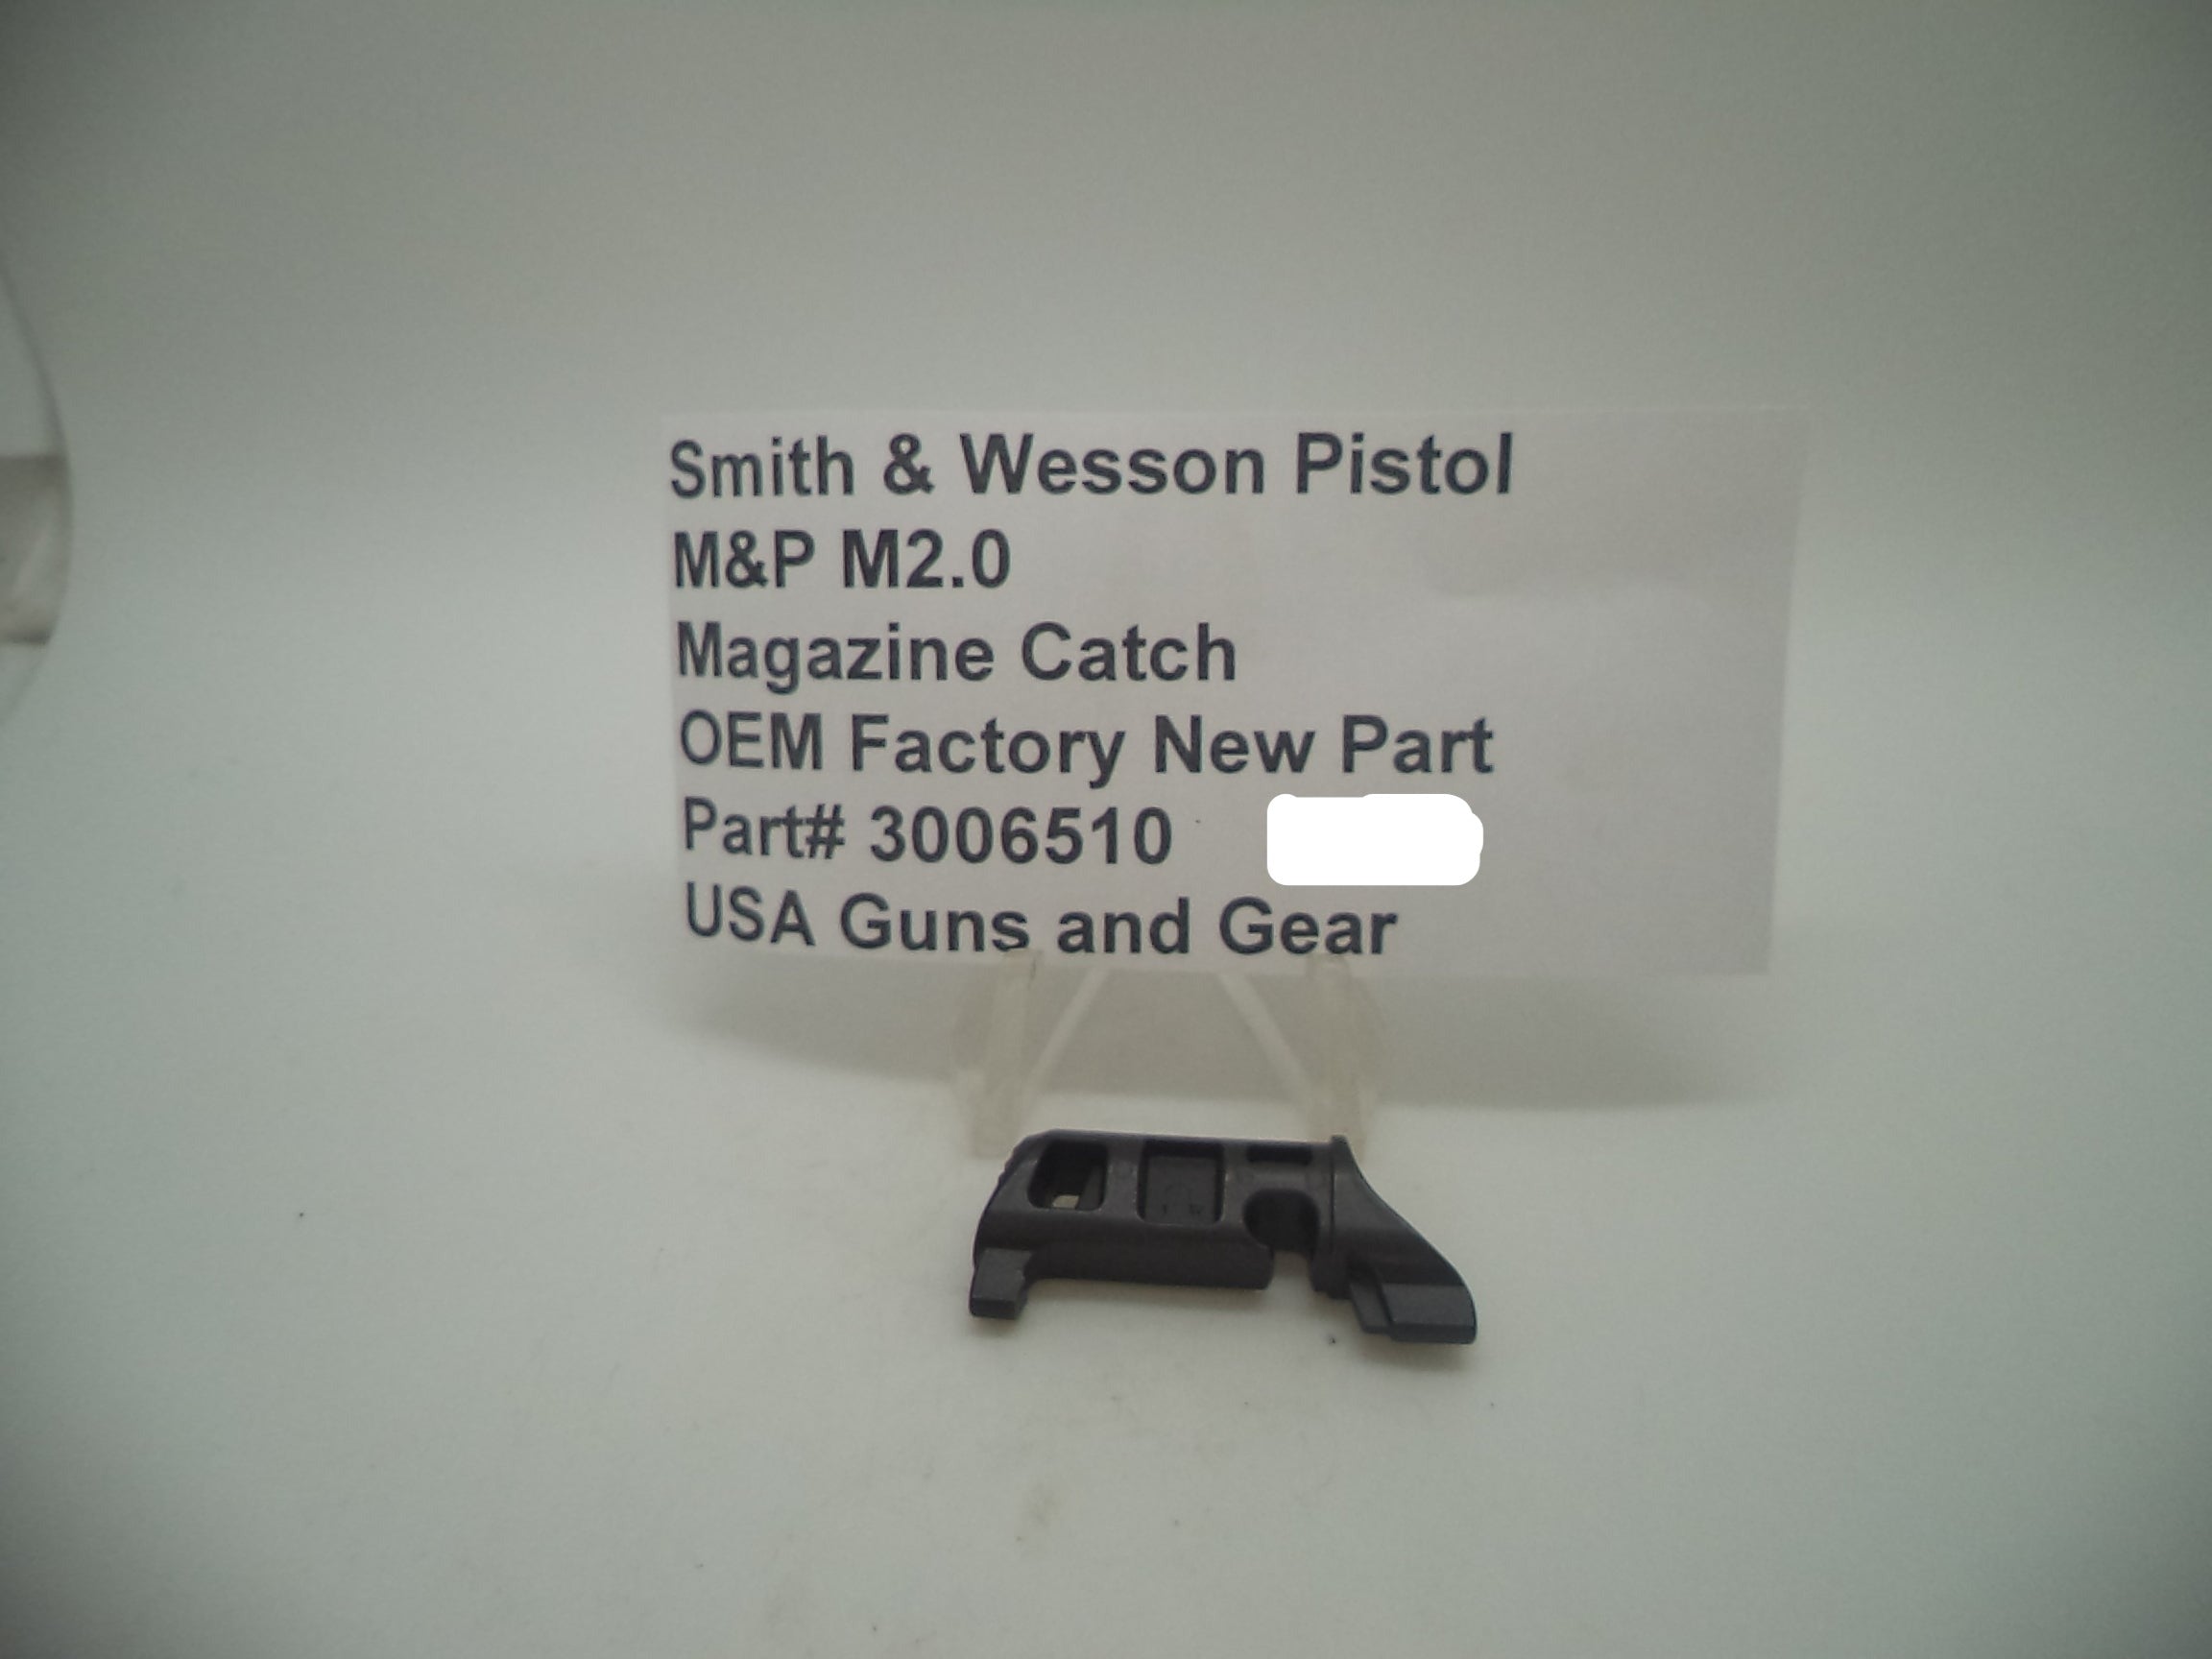 Smith & Wesson Pistol
M&P M2.0
Magazine Catch
OEM Factory New Part
Part# 3006510
USA Guns and Gear